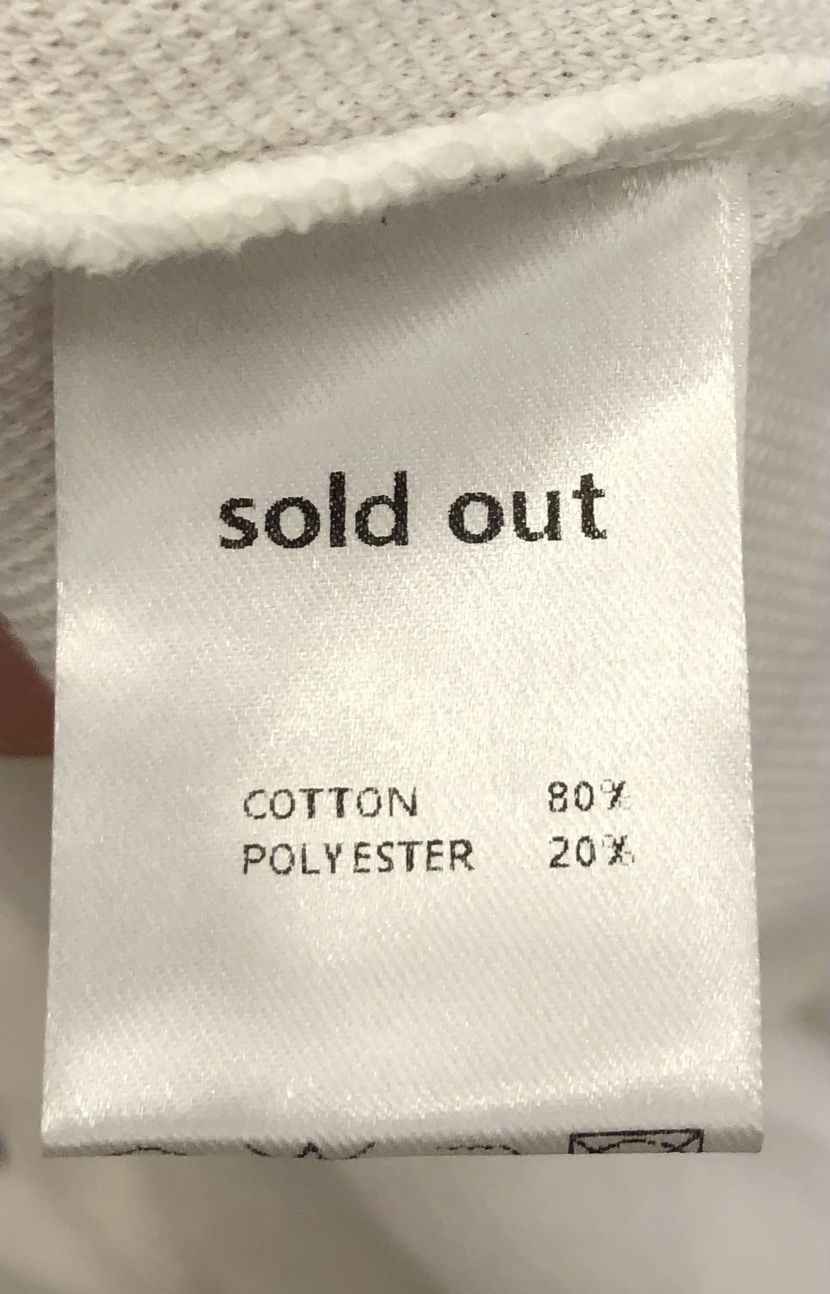 sold out
COTTON 80%
POLYESTER 20%